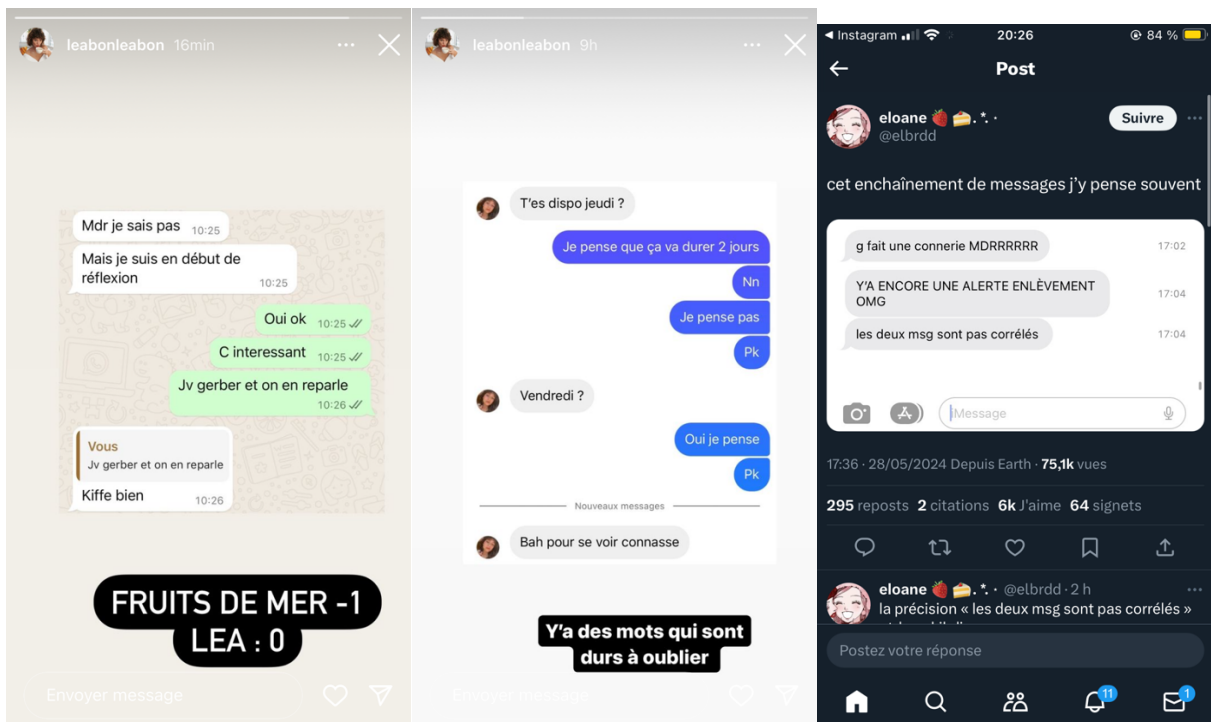 leabonleabon 16min
Mdr je sais pas 10:25
Mais je suis en début de
réflexion 10:25
Oui ok 10:25
C interessant 10:25
Jv gerber et on en reparle
10:26
Vous
Jv gerber et on en reparle
Kiffe bien 10:26
FRUITS DE MER -1
LEA : 0
Envoyer message
leabonleabon 9h
T'es dispo jeudi ?
Je pense que ça va durer 2 jours
Nn
Je pense pas
Pk
Vendredi ?
Oui je pense
Pk
Nouveaux messages
Bah pour se voir connasse
Y'a des mots qui sont
durs à oublier
Envoyer message
Instagram 20:26 84 %
Post
eloane
@elbrdd
Suivre
cet enchaînement de messages j'y pense souvent
g fait une connerie MDRRRRRR 17:02
Y'A ENCORE UNE ALERTE ENLÈVEMENT
OMG 17:04
les deux msg sont pas corrélés 17:04
iMessage
17:36 · 28/05/2024 Depuis Earth · 75,1k vues
295 reposts 2 citations 6k J'aime 64 signets
eloane @elbrdd · 2 h
la précision « les deux msg sont pas corrélés »
Postez votre réponse
11
1